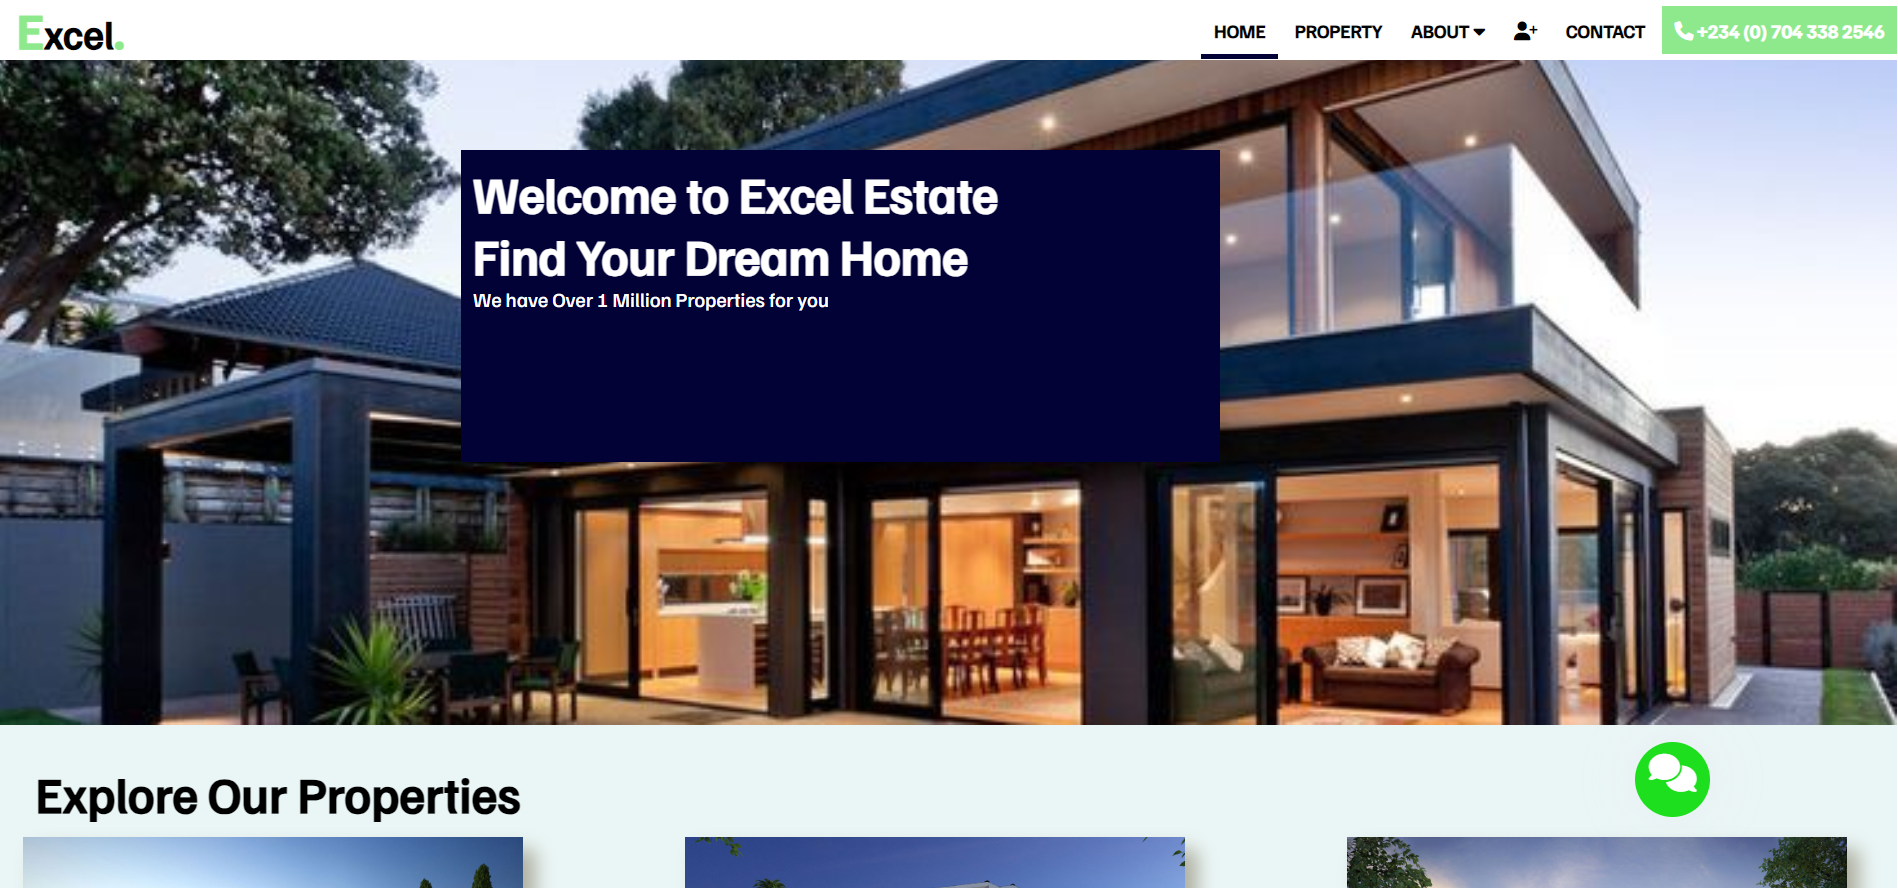 Excel.
HOME PROPERTY ABOUT + CONTACT +234 (0) 704 338 2546
Welcome to Excel Estate
Find Your Dream Home
We have Over 1 Million Properties for you
Explore Our Properties